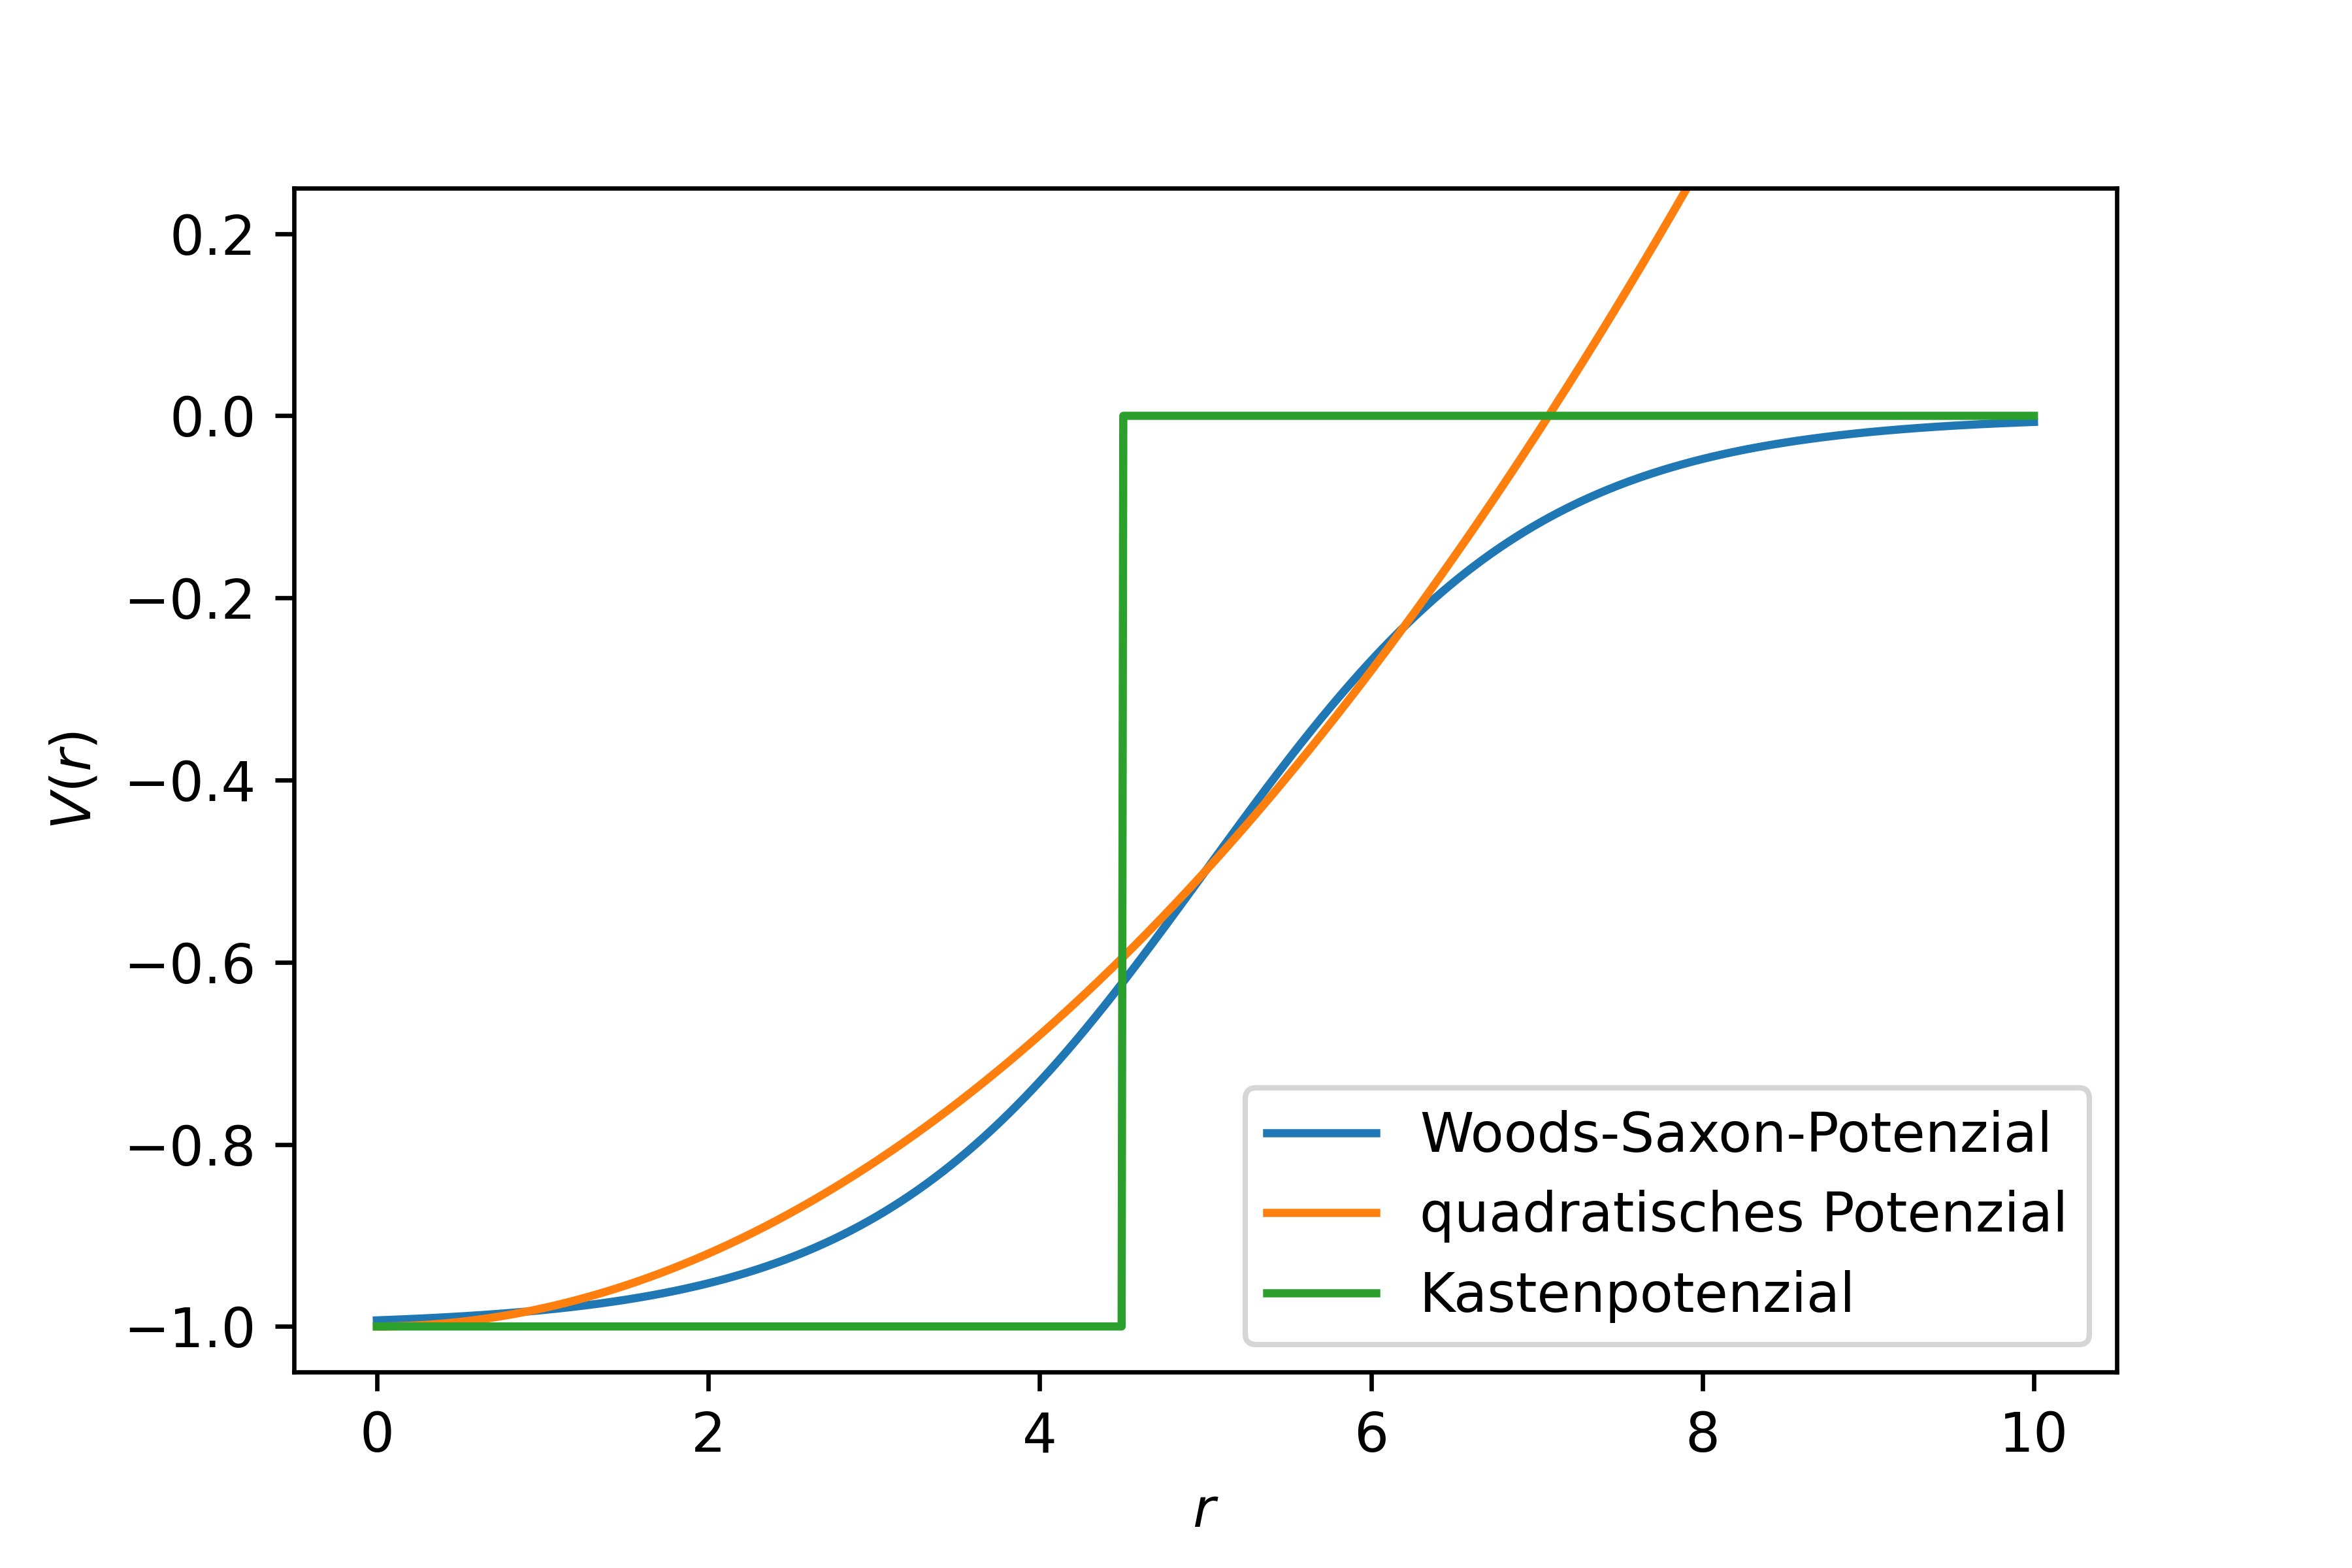 0.2
0.0
−0.2
−0.4
−0.6
−0.8
−1.0
V(r)
0 2 4 6 8 10
r
Woods-Saxon-Potenzial
quadratisches Potenzial
Kastenpotenzial